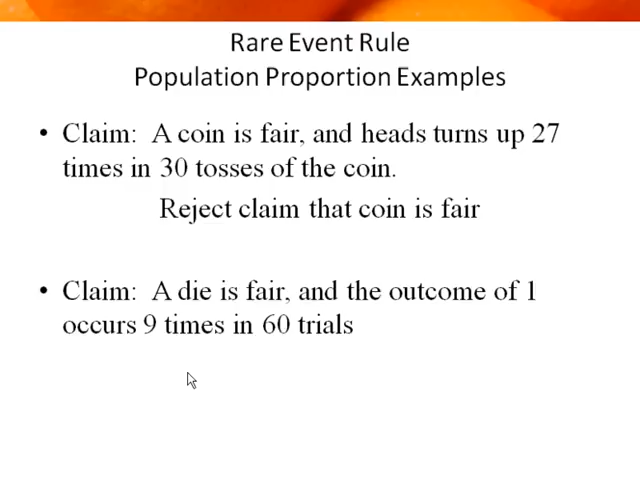 Rare Event Rule
Population Proportion Examples
• Claim: A coin is fair, and heads turns up 27
times in 30 tosses of the coin.
Reject claim that coin is fair
• Claim: A die is fair, and the outcome of 1
occurs 9 times in 60 trials